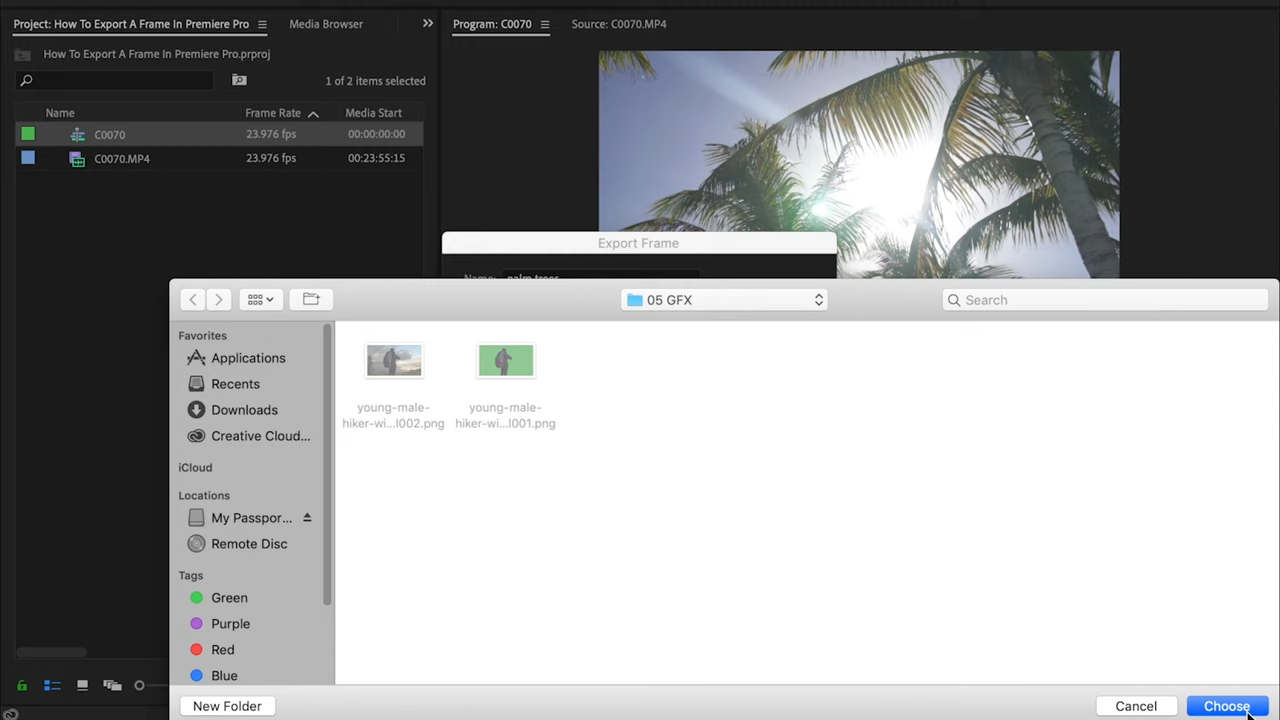 Project: How To Export A Frame In Premiere Pro
Media Browser
Program: C0070
Source: C0070.MP4
How To Export A Frame In Premiere Pro.prproj
1 of 2 items selected
Name
Frame Rate
Media Start
C0070
23.976 fps
00:00:00:00
C0070.MP4
23.976 fps
00:23:55:15
Export Frame
Name: palm trees
05 GFX
Search
Favorites
Applications
Recents
Downloads
Creative Cloud...
iCloud
Locations
My Passpor...
Remote Disc
Tags
Green
Purple
Red
Blue
young-male-
hiker-wi...l002.png
young-male-
hiker-wi...l001.png
New Folder
Cancel
Choose